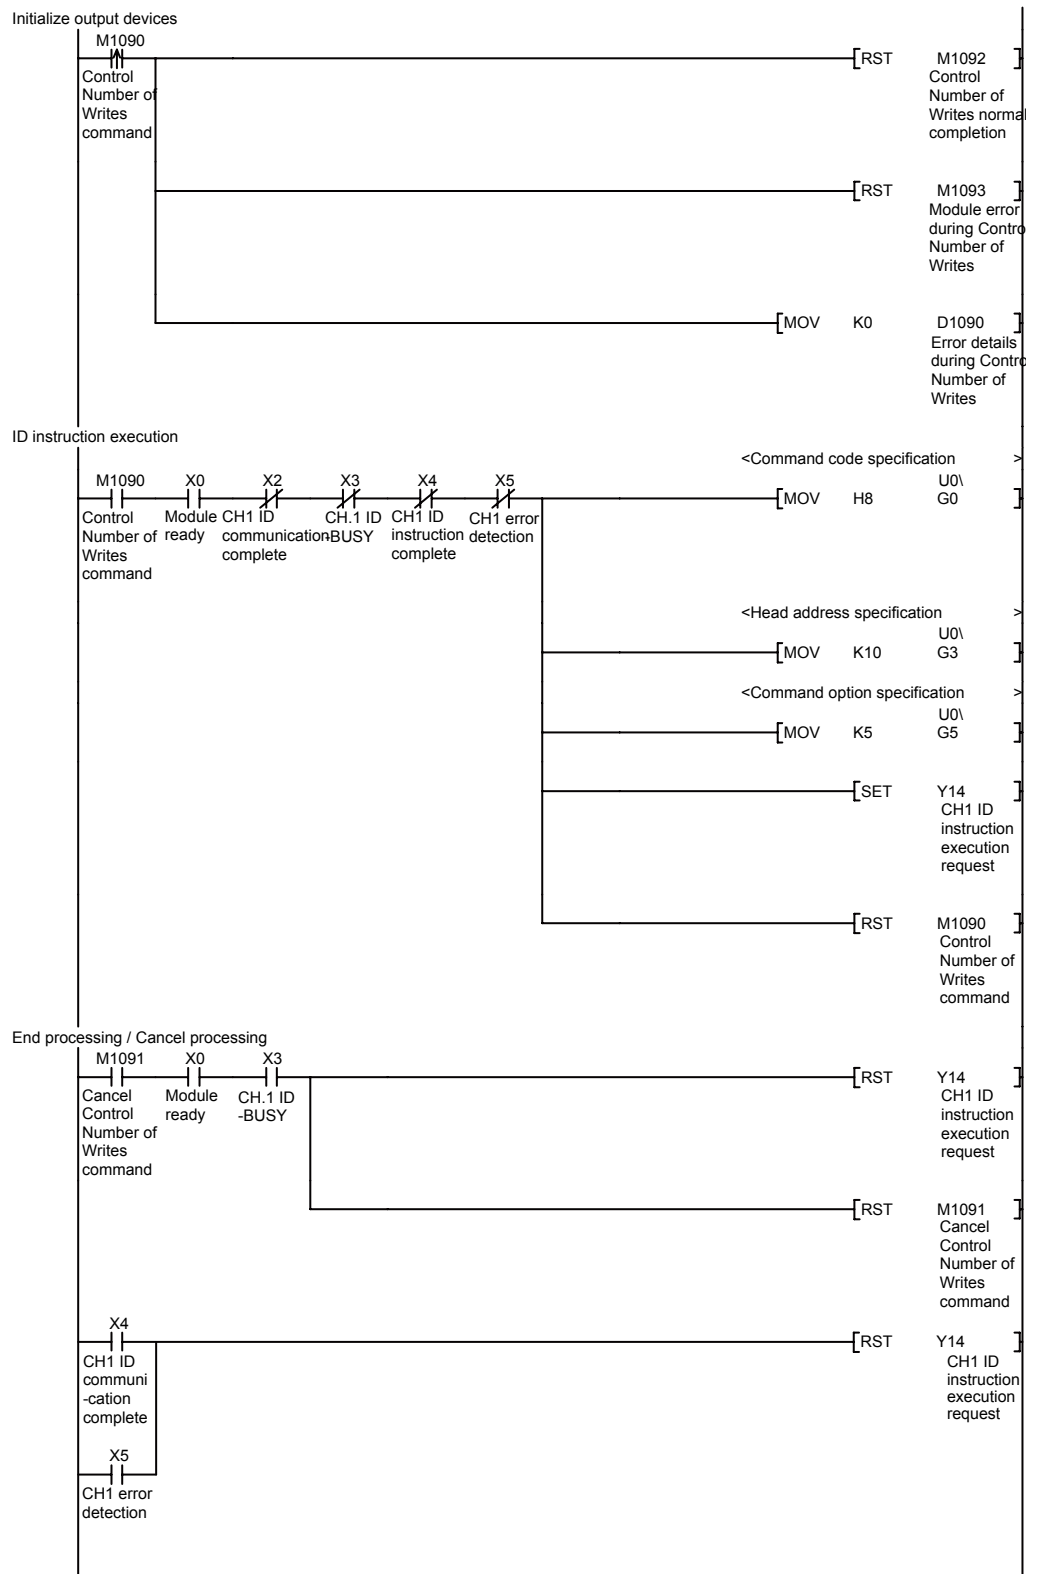 Initialize output devices
M1090
RST M1092
Control
Number of
Writes
command
Control
Number of
Writes normal
completion
RST M1093
Module error
during Contro
Number of
Writes
MOV K0 D1090
Error details
during Contro
Number of
Writes
ID instruction execution
<Command code specification >
M1090 X0 X2 X3 X4 X5
U0\
MOV H8 G0
Control
Number of
Writes
command
Module
ready
CH1 ID
communication
complete
CH.1 ID
-BUSY
CH1 ID
instruction
complete
CH1 error
detection
<Head address specification >
U0\
MOV K10 G3
<Command option specification >
U0\
MOV K5 G5
SET Y14
CH1 ID
instruction
execution
request
RST M1090
Control
Number of
Writes
command
End processing / Cancel processing
M1091 X0 X3
RST Y14
Cancel
Control
Number of
Writes
command
Module
ready
CH.1 ID
-BUSY
CH1 ID
instruction
execution
request
RST M1091
Cancel
Control
Number of
Writes
command
X4
RST Y14
CH1 ID
communi
-cation
complete
CH1 ID
instruction
execution
request
X5
CH1 error
detection